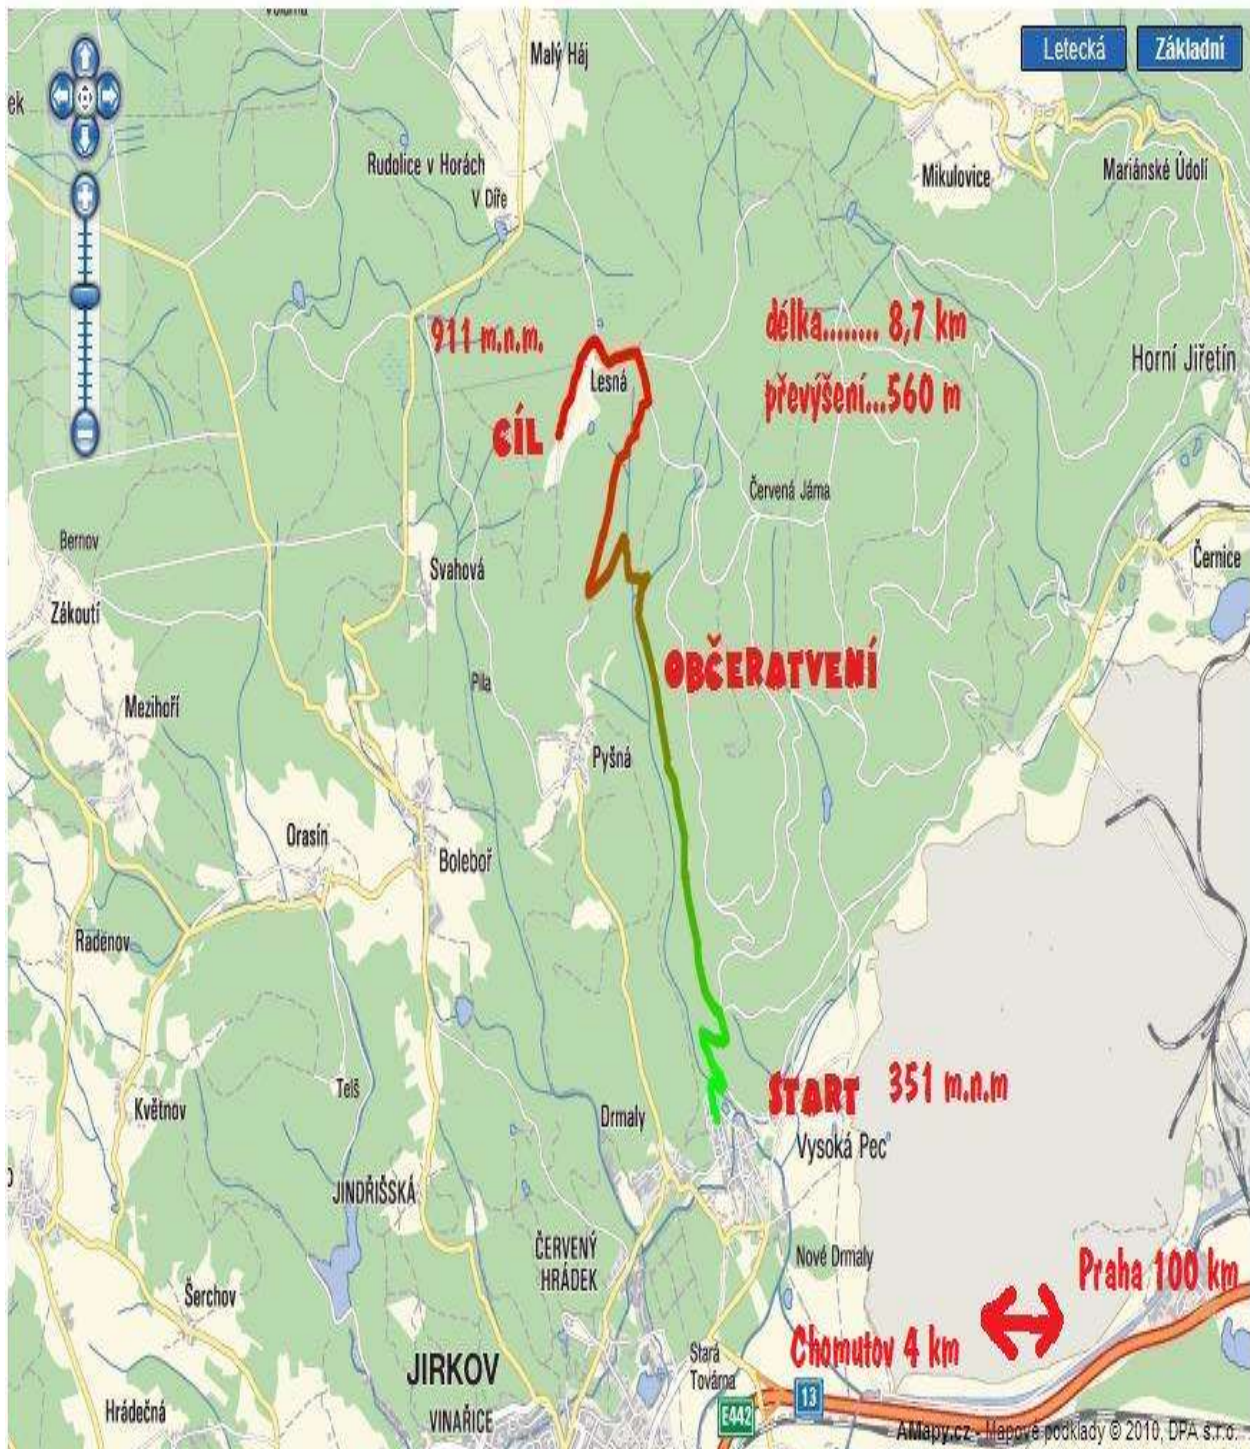 Volárna
Malý Háj
Letecká
Základní
ek
Rudolice v Horách
V Díře
Mikulovice
Mariánské Údolí
911 m.n.m.
délka........ 8,7 km
Lesná
Horní Jiřetín
převýšení...560 m
CÍL
Červená Jáma
Bernov
Svahová
Černice
Zákoutí
OBČERATVENÍ
Pila
Mezihoří
Pyšná
Orasín
Boleboř
Radenov
Telš
START 351 m.n.m
Květnov
Drmaly
Vysoká Pec
JINDŘIŠSKÁ
ČERVENÝ
HRÁDEK
Nové Drmaly
Praha 100 km
Šerchov
Chomutov 4 km
JIRKOV
Stará
Továrna
13
VINAŘICE
Hrádečná
E442
AMapy.cz - Mapové podklady © 2010, DPA s.r.o.